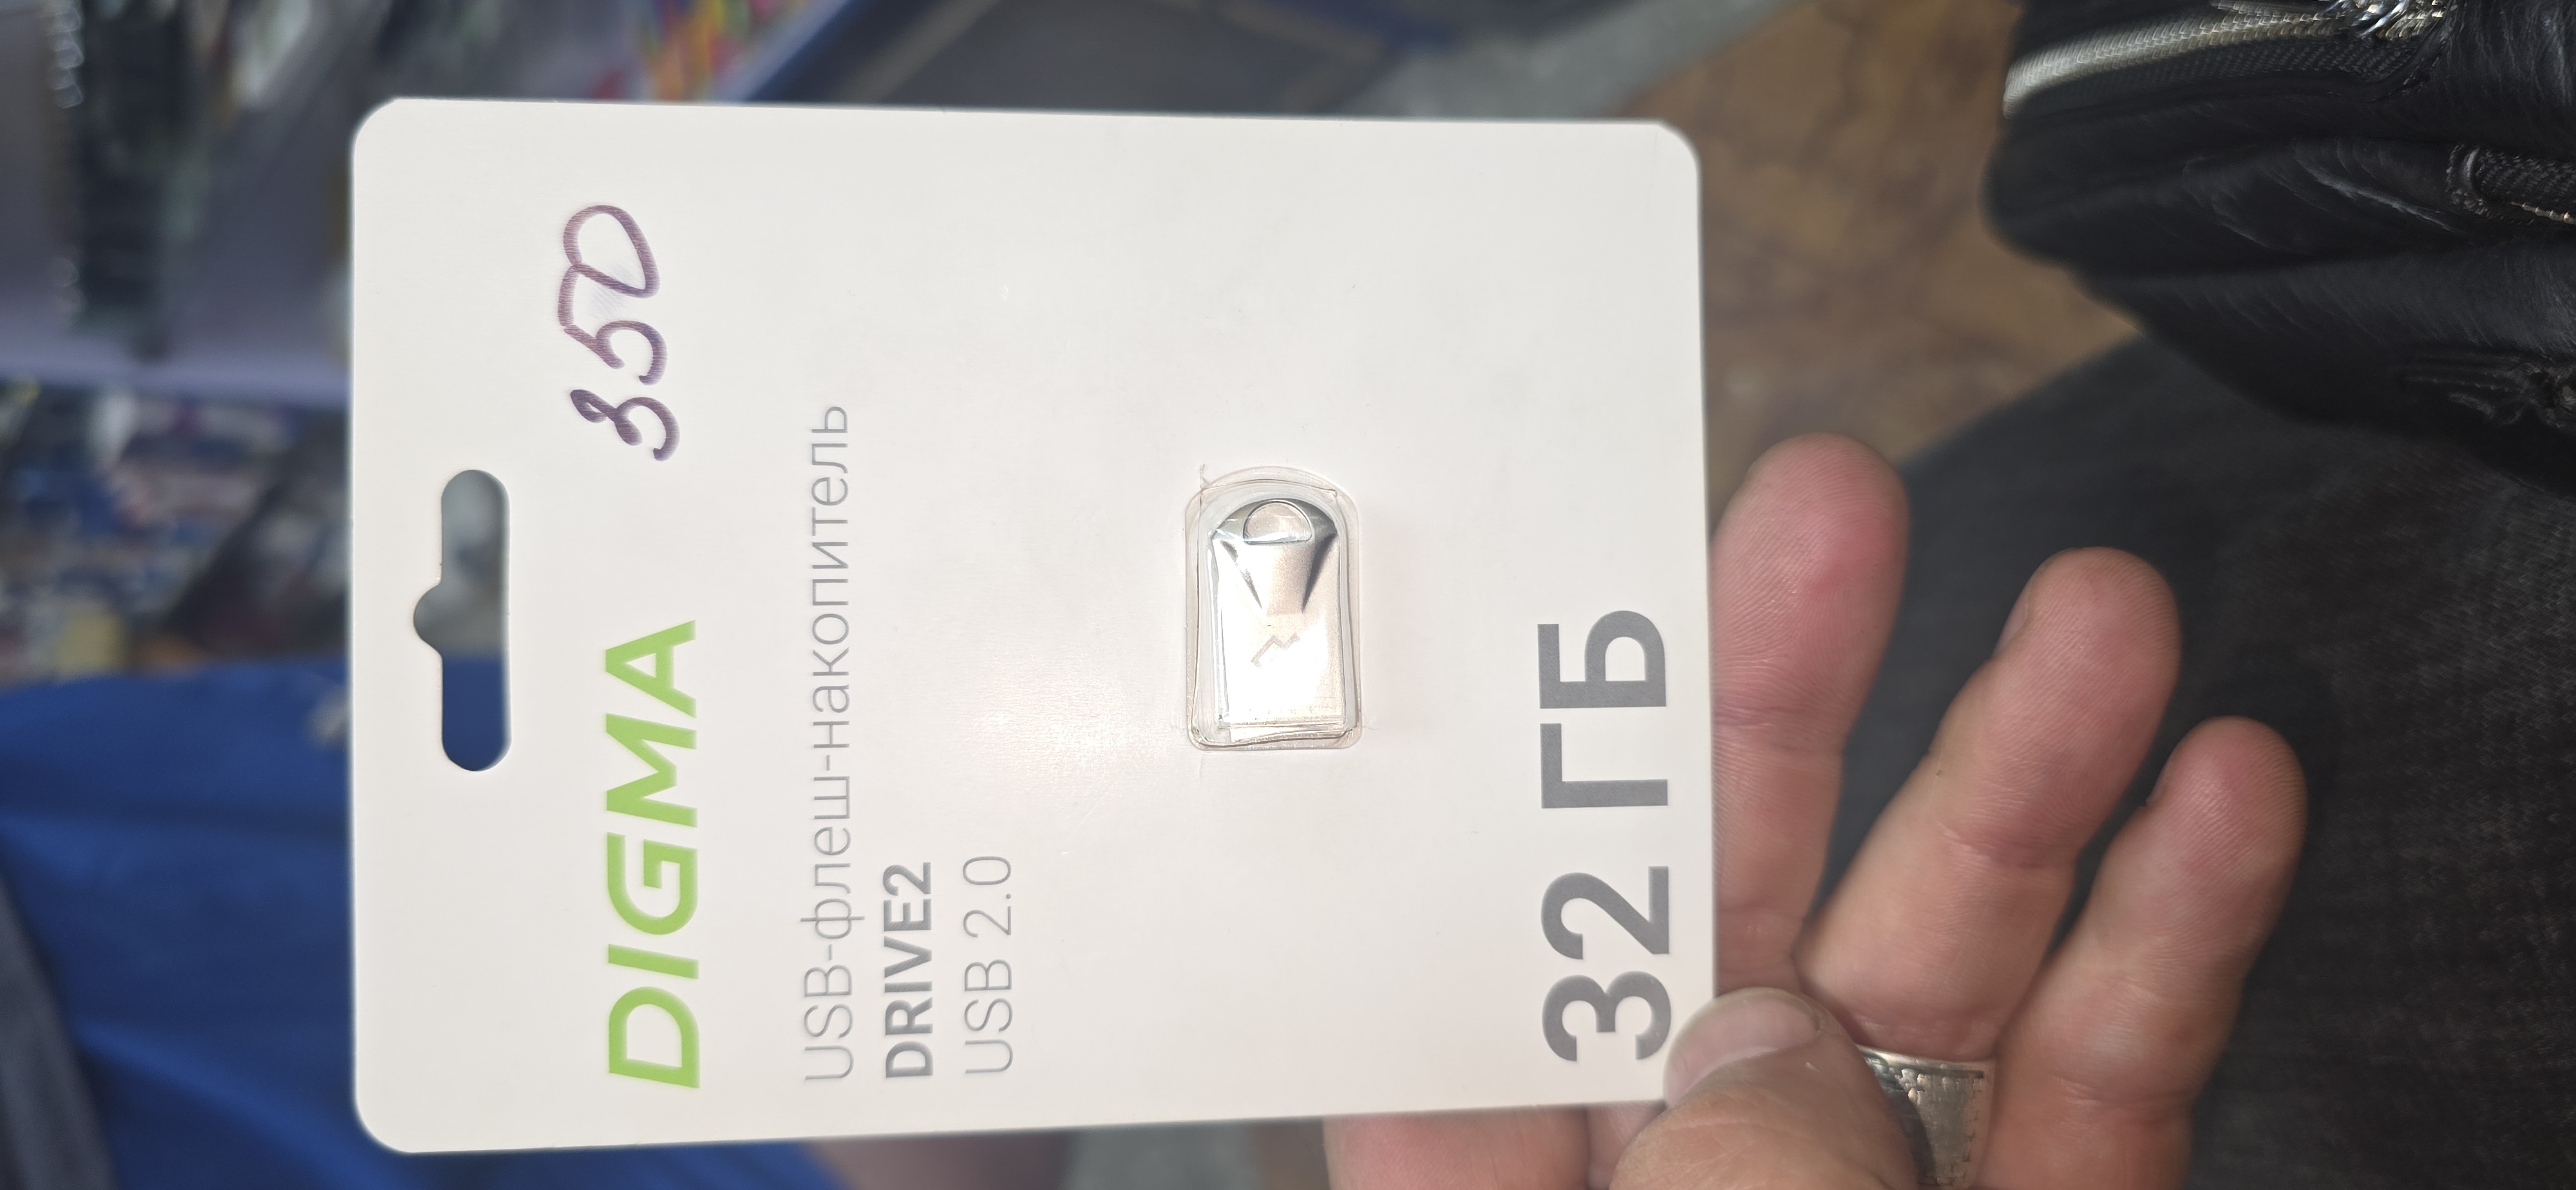 350
DIGMA
USB-флеш-накопитель
DRIVE2
USB 2.0
32 ГБ